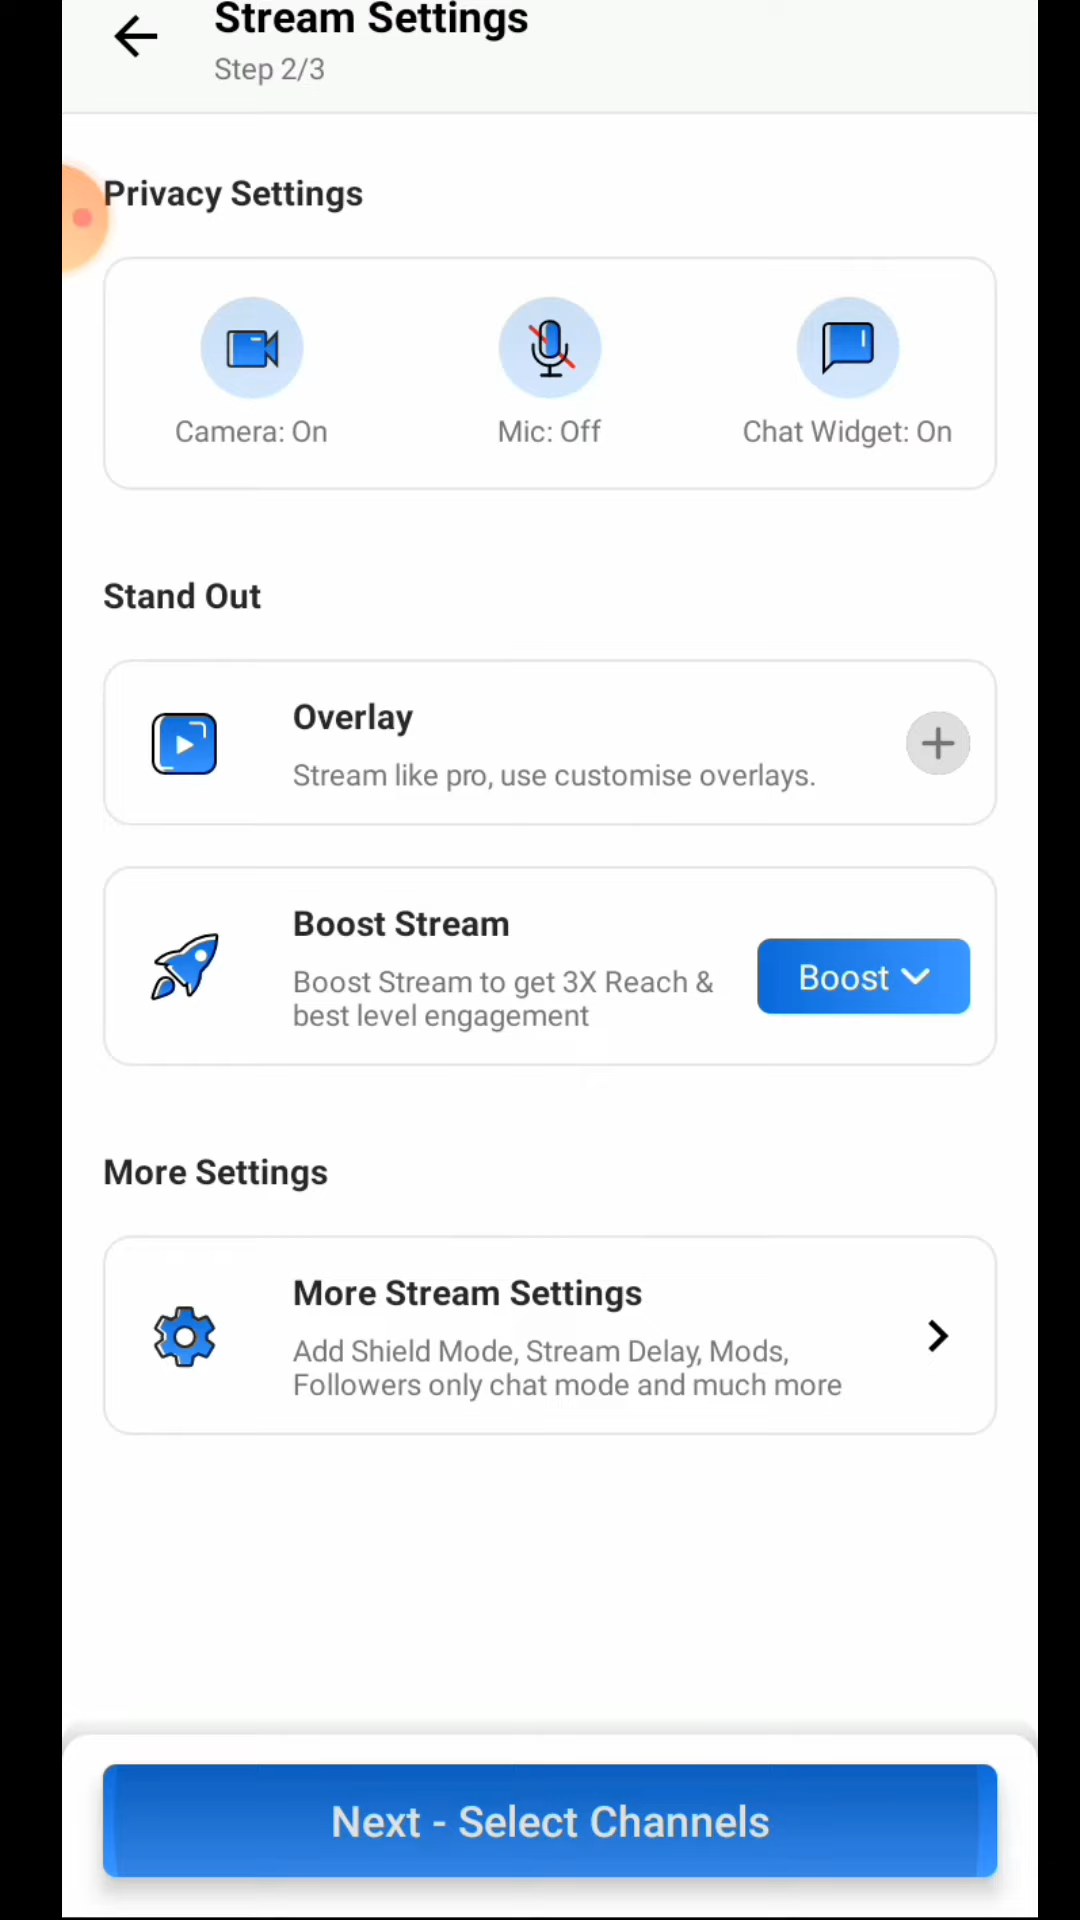 Stream Settings
Step 2/3
Privacy Settings
Camera: On
Mic: Off
Chat Widget: On
Stand Out
Overlay
Stream like pro, use customise overlays.
Boost Stream
Boost Stream to get 3X Reach &
best level engagement
Boost
More Settings
More Stream Settings
Add Shield Mode, Stream Delay, Mods,
Followers only chat mode and much more
Next - Select Channels